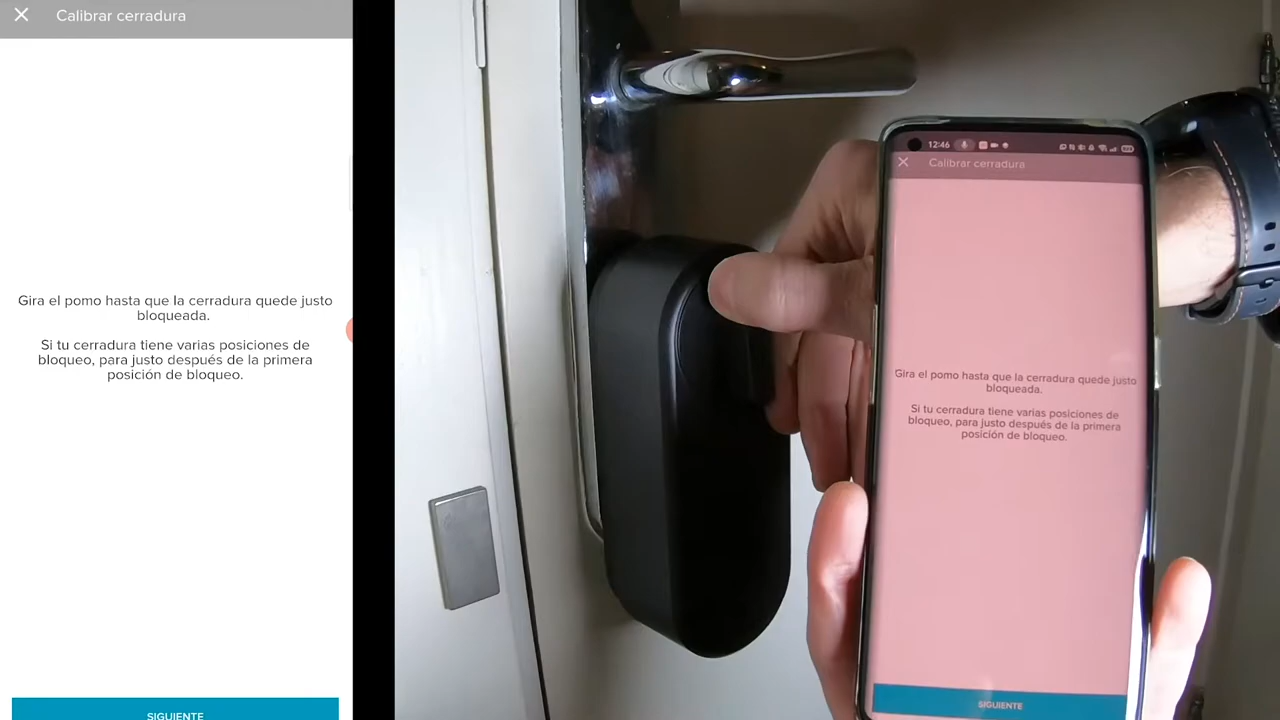 Calibrar cerradura
Gira el pomo hasta que la cerradura quede justo
bloqueada.
Si tu cerradura tiene varias posiciones de
bloqueo, para justo después de la primera
posición de bloqueo.
SIGUIENTE
12:46
Calibrar cerradura
Gira el pomo hasta que la cerradura quede justo
bloqueada.
Si tu cerradura tiene varias posiciones de
bloqueo, para justo después de la primera
posición de bloqueo.
SIGUIENTE